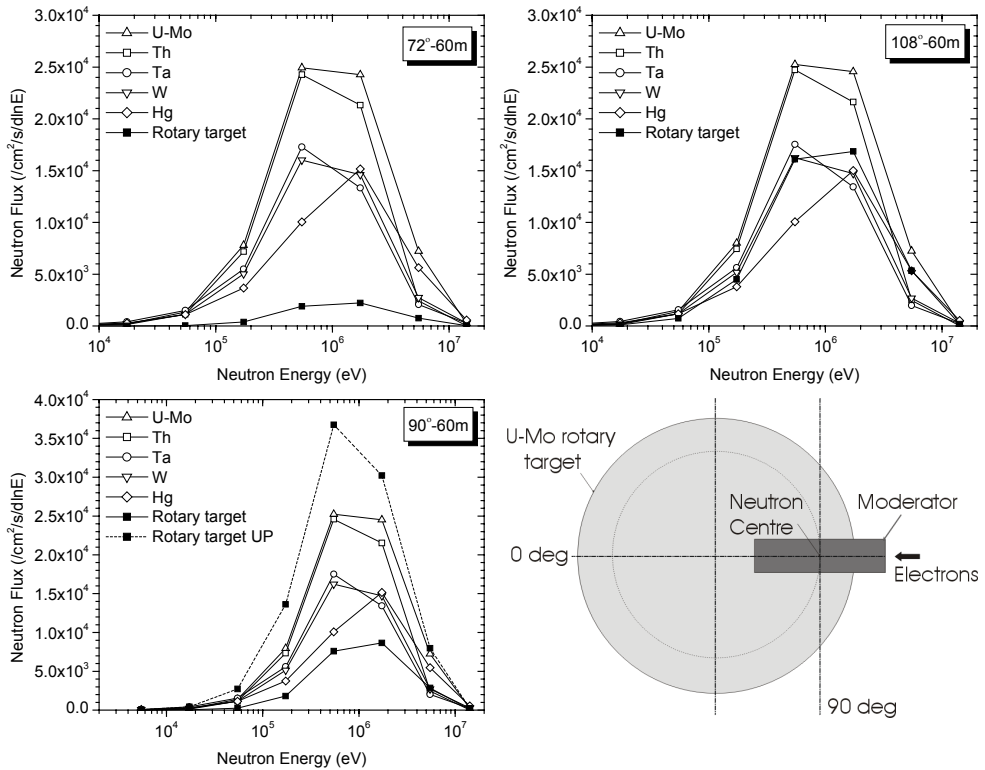 72°-60m
U-Mo
Th
Ta
W
Hg
Rotary target
3.0x10⁴
2.5x10⁴
2.0x10⁴
1.5x10⁴
1.0x10⁴
5.0x10³
0.0
10⁴ 10⁵ 10⁶ 10⁷
Neutron Flux (/cm²/s/dlnE)
Neutron Energy (eV)
108°-60m
U-Mo
Th
Ta
W
Hg
Rotary target
3.0x10⁴
2.5x10⁴
2.0x10⁴
1.5x10⁴
1.0x10⁴
5.0x10³
0.0
10⁴ 10⁵ 10⁶ 10⁷
Neutron Flux (/cm²/s/dlnE)
Neutron Energy (eV)
90°-60m
U-Mo
Th
Ta
W
Hg
Rotary target
Rotary target UP
4.0x10⁴
3.5x10⁴
3.0x10⁴
2.5x10⁴
2.0x10⁴
1.5x10⁴
1.0x10⁴
5.0x10³
0.0
10⁴ 10⁵ 10⁶ 10⁷
Neutron Flux (/cm²/s/dlnE)
Neutron Energy (eV)
U-Mo rotary
target
Neutron
Centre
Moderator
0 deg
Electrons
90 deg